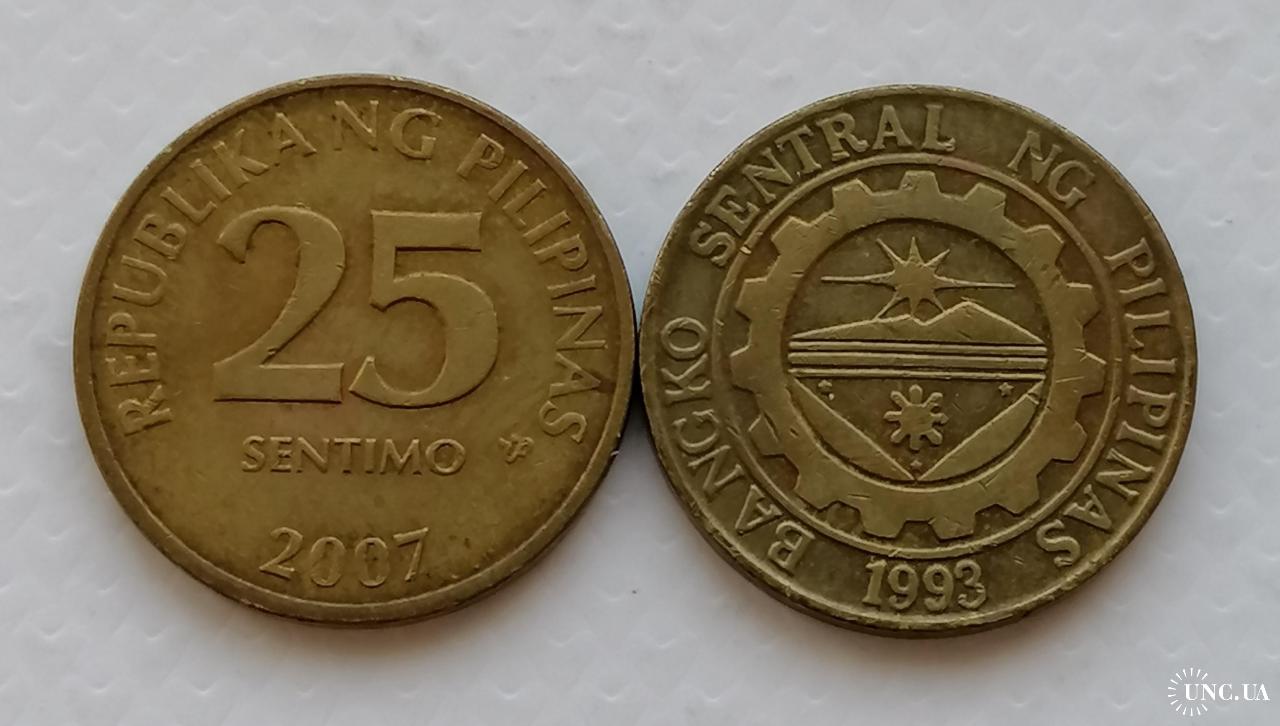 REPUBLIKA NG PILIPINAS
25
SENTIMO
2007
BANGKO SENTRAL NG PILIPINAS
1993
UNC.UA